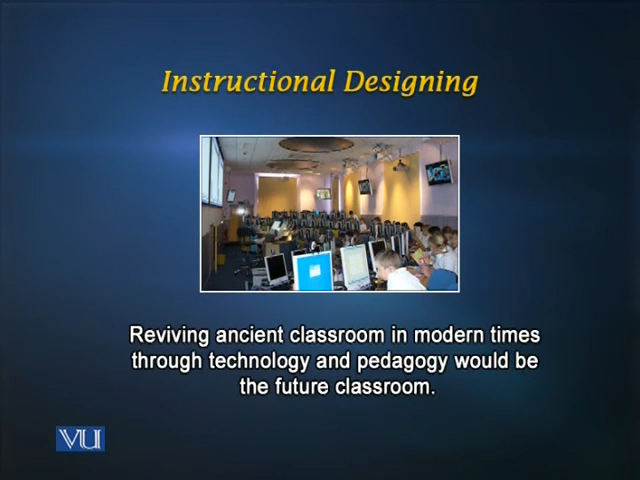 Instructional Designing
Reviving ancient classroom in modern times
through technology and pedagogy would be
the future classroom.
VU